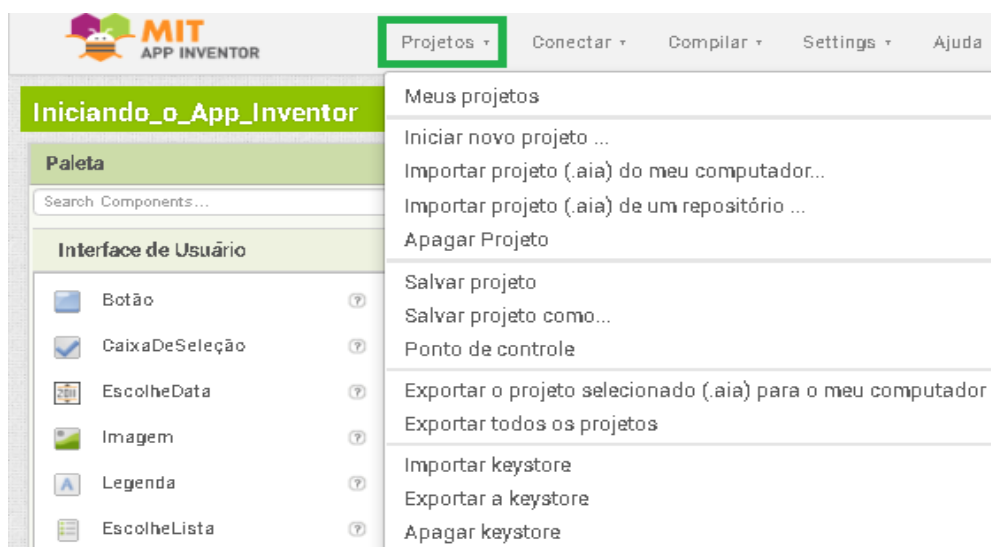 MIT
APP INVENTOR
Projetos
Conectar
Compilar
Settings
Ajuda
Iniciando_o_App_Inventor
Paleta
Search Components...
Interface de Usuário
Botão
CaixaDeSeleção
EscolheData
Imagem
A Legenda
EscolheLista
Meus projetos
Iniciar novo projeto ...
Importar projeto (.aia) do meu computador...
Importar projeto (.aia) de um repositório ...
Apagar Projeto
Salvar projeto
Salvar projeto como...
Ponto de controle
Exportar o projeto selecionado (.aia) para o meu computador
Exportar todos os projetos
Importar keystore
Exportar a keystore
Apagar keystore